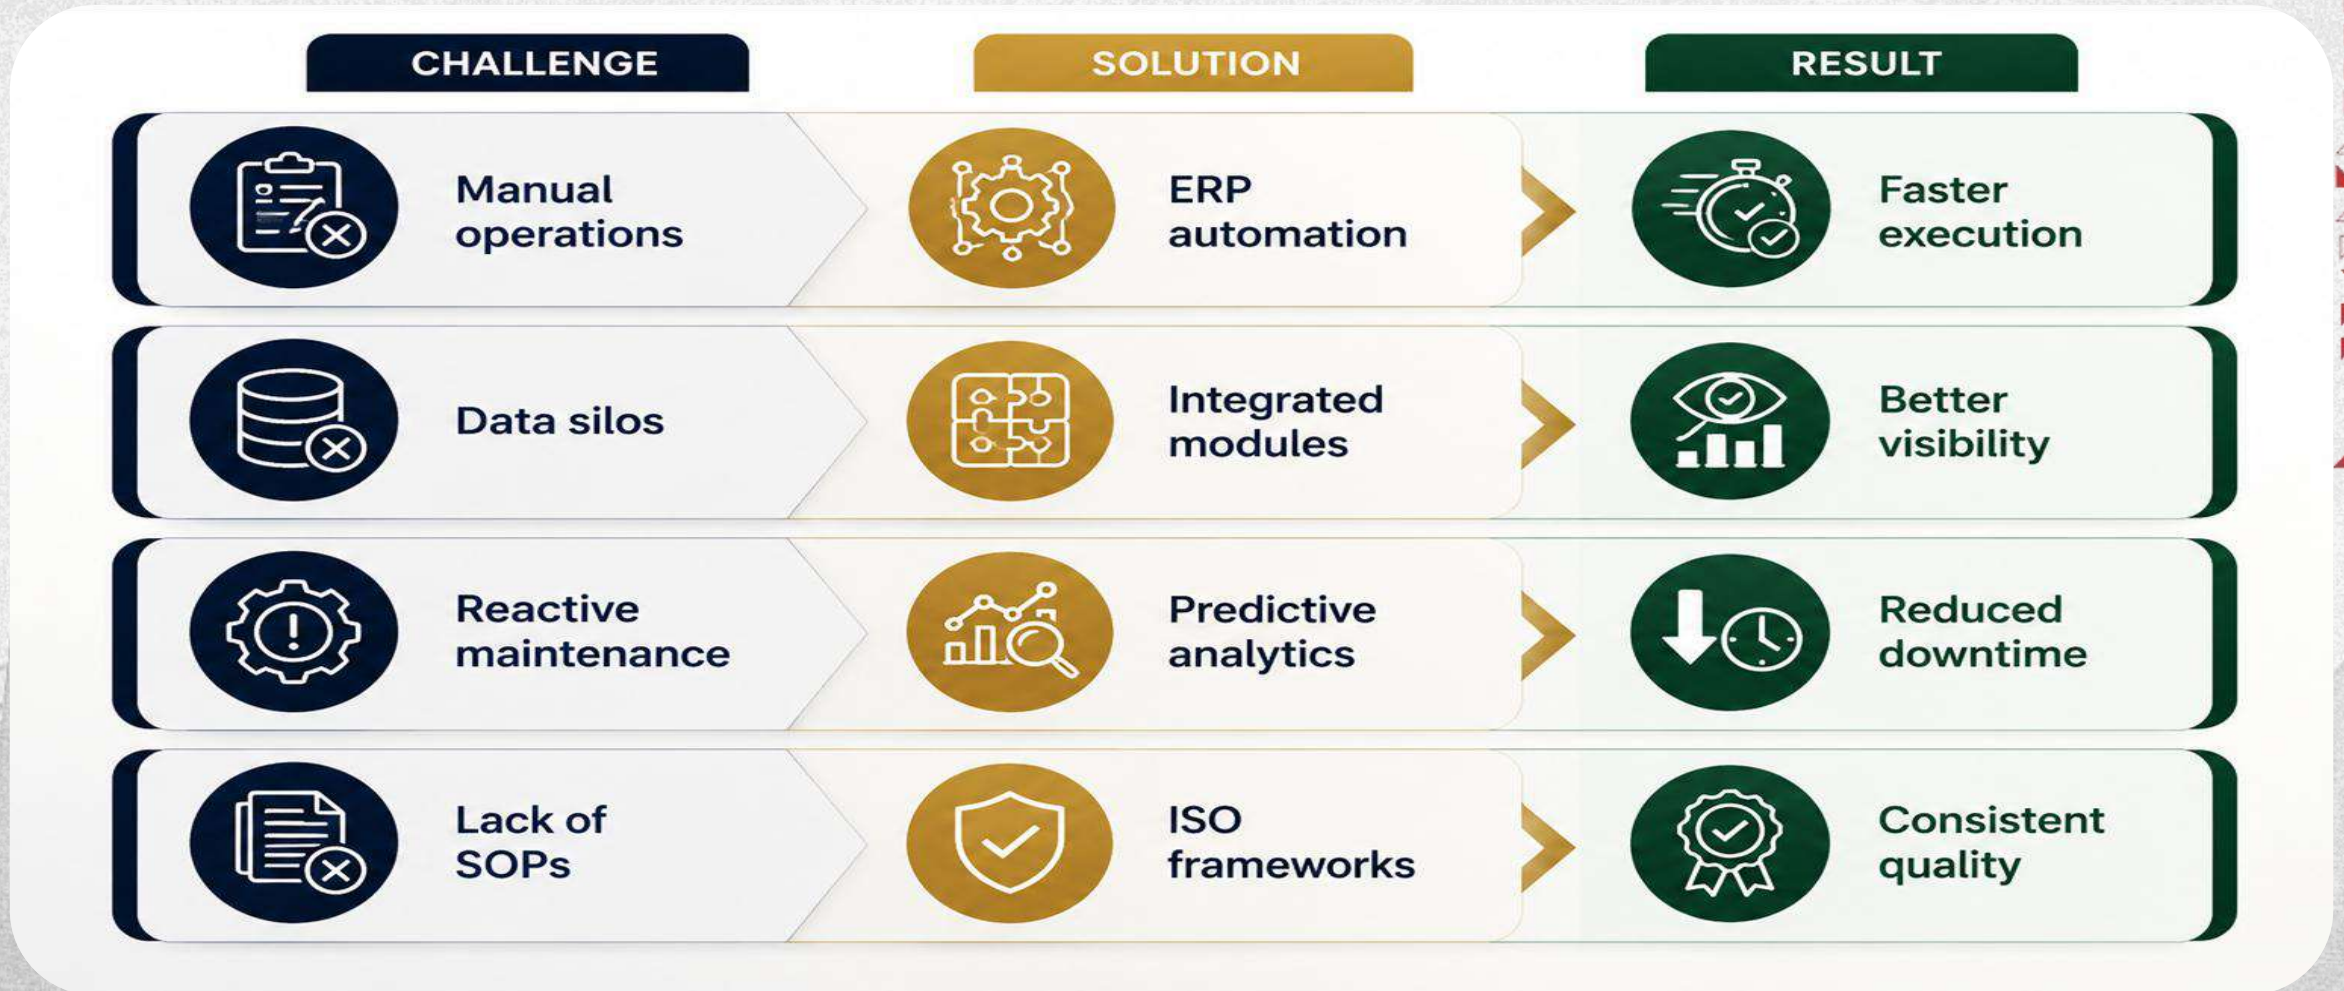 CHALLENGE
SOLUTION
RESULT
Manual
operations
ERP
automation
Faster
execution
Data silos
Integrated
modules
Better
visibility
Reactive
maintenance
Predictive
analytics
Reduced
downtime
Lack of
SOPs
ISO
frameworks
Consistent
quality